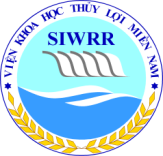 VIỆN KHOA HỌC THỦY LỢI MIỀN NAM
SIWRR